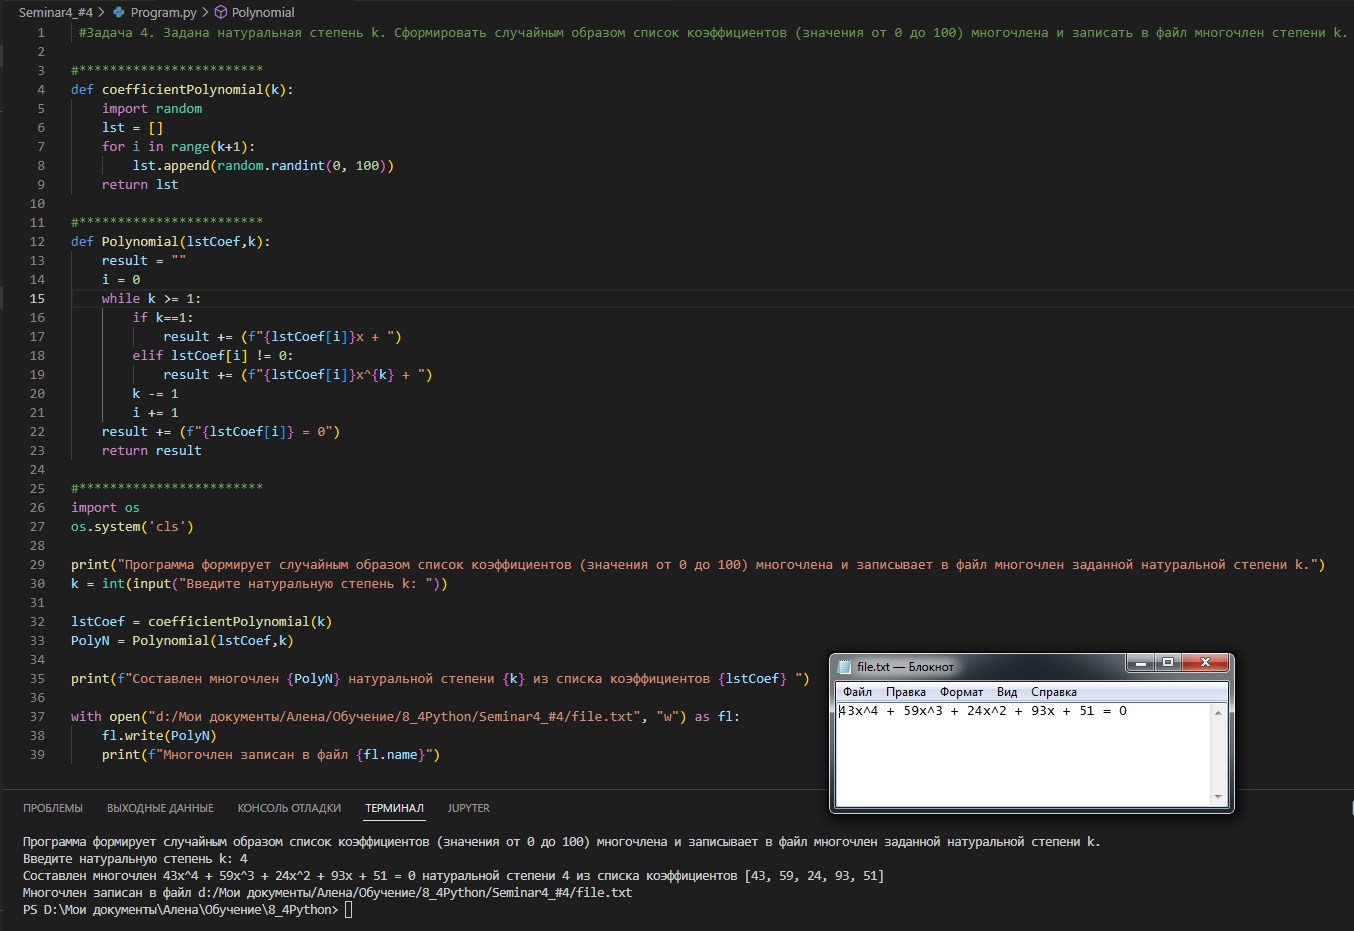 Seminar4_#4 > Program.py > Polynomial
1 #Задача 4. Задана натуральная степень k. Сформировать случайным образом список коэффициентов (значения от 0 до 100) многочлена и записать в файл многочлен степени k.
2
3 #************************
4 def coefficientPolynomial(k):
5     import random
6     lst = []
7     for i in range(k+1):
8         lst.append(random.randint(0, 100))
9     return lst
10
11 #************************
12 def Polynomial(lstCoef,k):
13     result = ""
14     i = 0
15     while k >= 1:
16         if k==1:
17             result += (f"{lstCoef[i]}x + ")
18         elif lstCoef[i] != 0:
19             result += (f"{lstCoef[i]}x^{k} + ")
20         k -= 1
21         i += 1
22     result += (f"{lstCoef[i]} = 0")
23     return result
24
25 #************************
26 import os
27 os.system('cls')
28
29 print("Программа формирует случайным образом список коэффициентов (значения от 0 до 100) многочлена и записывает в файл многочлен заданной натуральной степени k.")
30 k = int(input("Введите натуральную степень k: "))
31
32 lstCoef = coefficientPolynomial(k)
33 PolyN = Polynomial(lstCoef,k)
34
35 print(f"Составлен многочлен {PolyN} натуральной степени {k} из списка коэффициентов {lstCoef} ")
36
37 with open("d:/Мои документы/Алена/Обучение/8_4Python/Seminar4_#4/file.txt", "w") as fl:
38     fl.write(PolyN)
39     print(f"Многочлен записан в файл {fl.name}")
file.txt — Блокнот
Файл Правка Формат Вид Справка
43x^4 + 59x^3 + 24x^2 + 93x + 51 = 0
ПРОБЛЕМЫ ВЫХОДНЫЕ ДАННЫЕ КОНСОЛЬ ОТЛАДКИ ТЕРМИНАЛ JUPYTER
Программа формирует случайным образом список коэффициентов (значения от 0 до 100) многочлена и записывает в файл многочлен заданной натуральной степени k.
Введите натуральную степень k: 4
Составлен многочлен 43x^4 + 59x^3 + 24x^2 + 93x + 51 = 0 натуральной степени 4 из списка коэффициентов [43, 59, 24, 93, 51]
Многочлен записан в файл d:/Мои документы/Алена/Обучение/8_4Python/Seminar4_#4/file.txt
PS D:\Мои документы\Алена\Обучение\8_4Python>